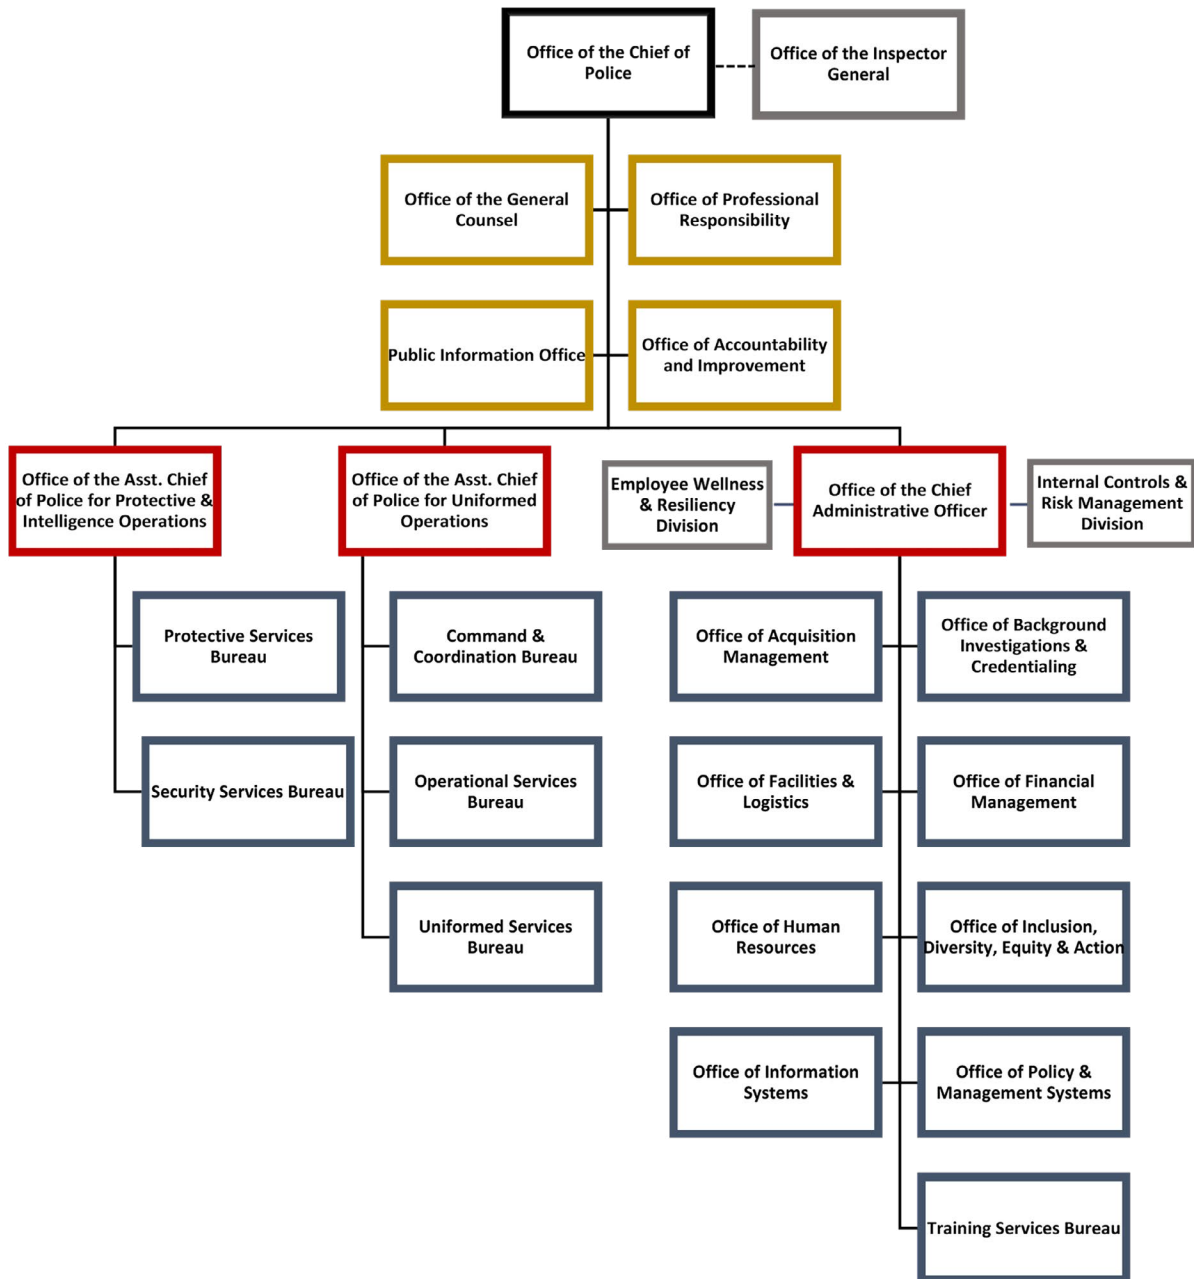 Office of the Chief of
Police
Office of the Inspector
General
Office of the General
Counsel
Office of Professional
Responsibility
Public Information Office
Office of Accountability
and Improvement
Office of the Asst. Chief
of Police for Protective &
Intelligence Operations
Office of the Asst. Chief
of Police for Uniformed
Operations
Employee Wellness
& Resiliency
Division
Office of the Chief
Administrative Officer
Internal Controls &
Risk Management
Division
Protective Services
Bureau
Command &
Coordination Bureau
Office of Acquisition
Management
Office of Background
Investigations &
Credentialing
Security Services Bureau
Operational Services
Bureau
Office of Facilities &
Logistics
Office of Financial
Management
Uniformed Services
Bureau
Office of Human
Resources
Office of Inclusion,
Diversity, Equity & Action
Office of Information
Systems
Office of Policy &
Management Systems
Training Services Bureau